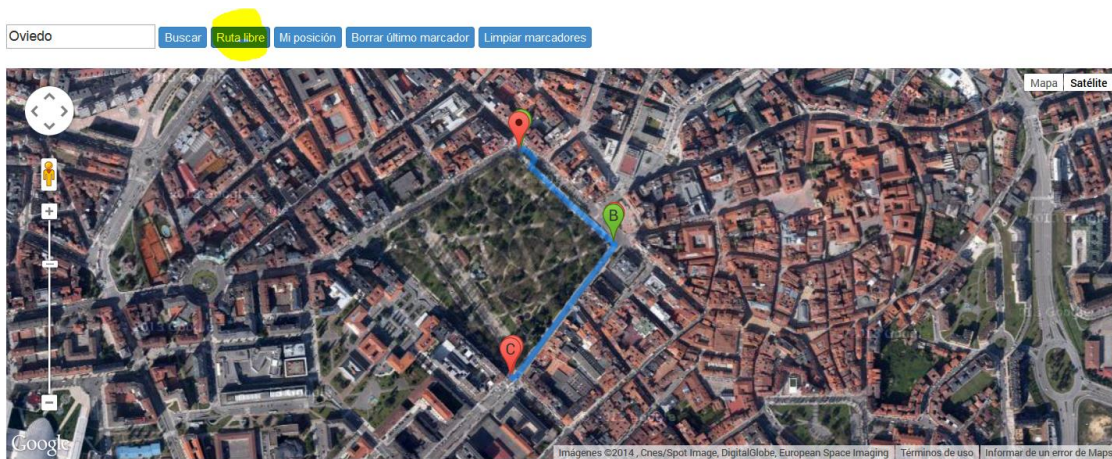 Oviedo Buscar Ruta libre Mi posición Borrar último marcador Limpiar marcadores
Mapa Satélite
B
C
Google
Imágenes ©2014 , Cnes/Spot Image, DigitalGlobe, European Space Imaging Términos de uso Informar de un error de Maps